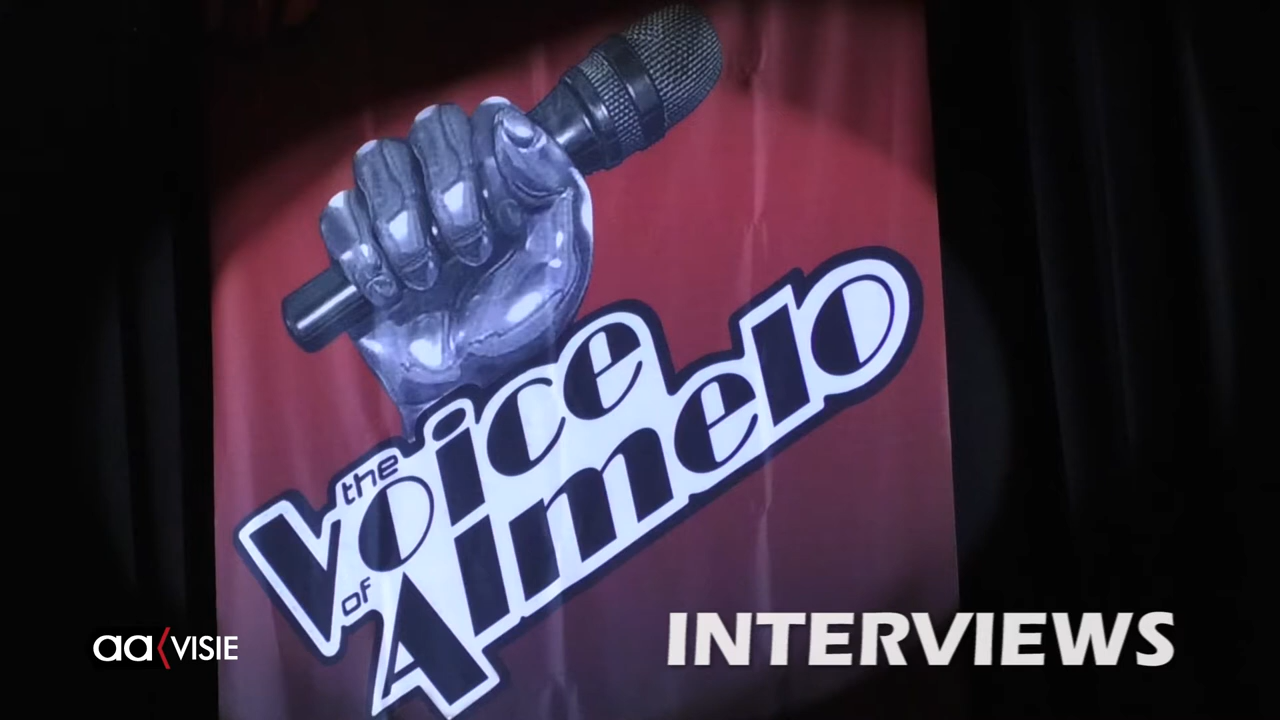 the
Voice
of
Almelo
aa VISIE
INTERVIEWS